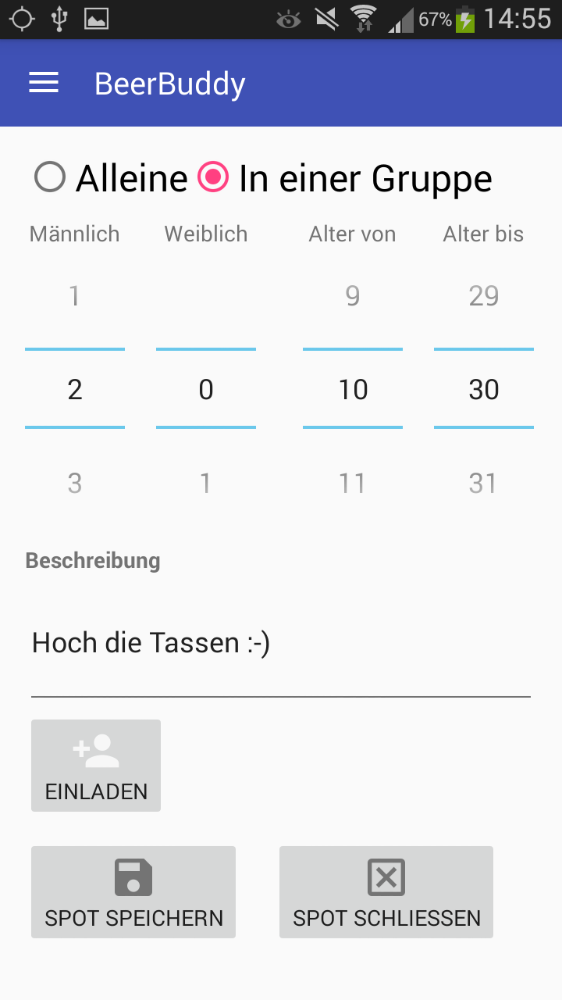 67% 14:55
BeerBuddy
Alleine In einer Gruppe
Männlich Weiblich Alter von Alter bis
1 9 29
2 0 10 30
3 1 11 31
Beschreibung
Hoch die Tassen :-)
EINLADEN
SPOT SPEICHERN SPOT SCHLIESSEN